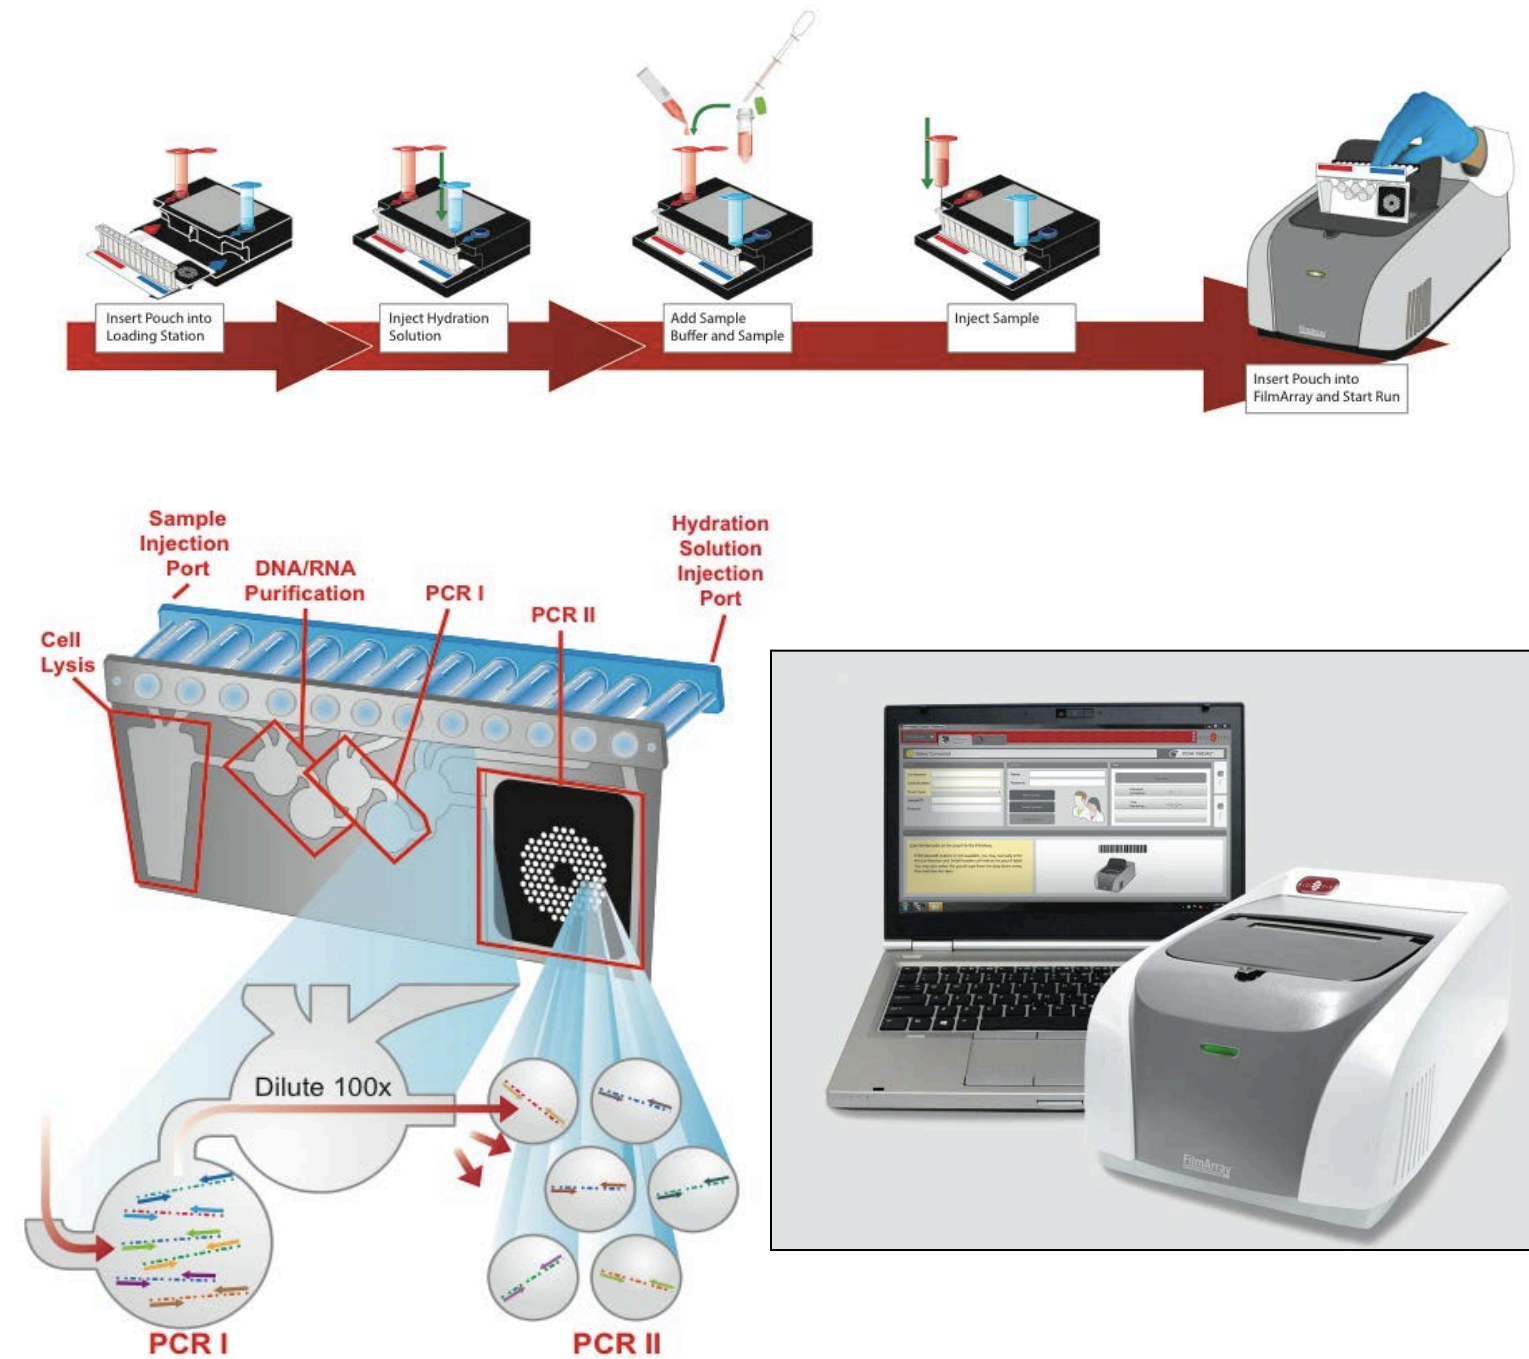 Insert Pouch into
Loading Station
Inject Hydration
Solution
Add Sample
Buffer and Sample
Inject Sample
FilmArray
Insert Pouch into
FilmArray and Start Run
Sample
Injection
Port
DNA/RNA
Purification
PCR I
PCR II
Hydration
Solution
Injection
Port
Cell
Lysis
Dilute 100x
PCR I
PCR II
FilmArray